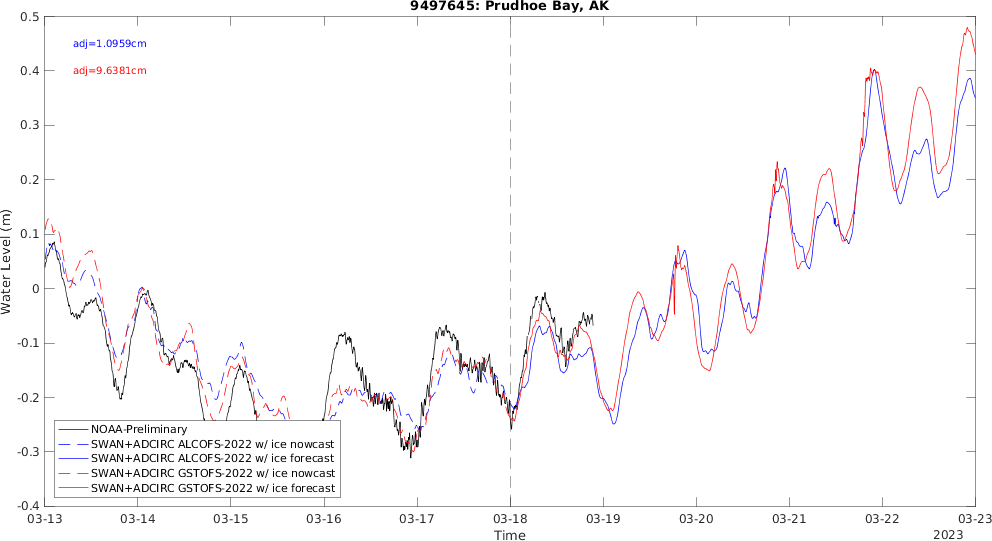 9497645: Prudhoe Bay, AK
adj=1.0959cm
adj=9.6381cm
0.5
0.4
0.3
0.2
0.1
0
-0.1
-0.2
-0.3
-0.4
Water Level (m)
NOAA-Preliminary
SWAN+ADCIRC ALCOFS-2022 w/ ice nowcast
SWAN+ADCIRC ALCOFS-2022 w/ ice forecast
SWAN+ADCIRC GSTOFS-2022 w/ ice nowcast
SWAN+ADCIRC GSTOFS-2022 w/ ice forecast
03-13 03-14 03-15 03-16 03-17 03-18 03-19 03-20 03-21 03-22 03-23
Time
2023